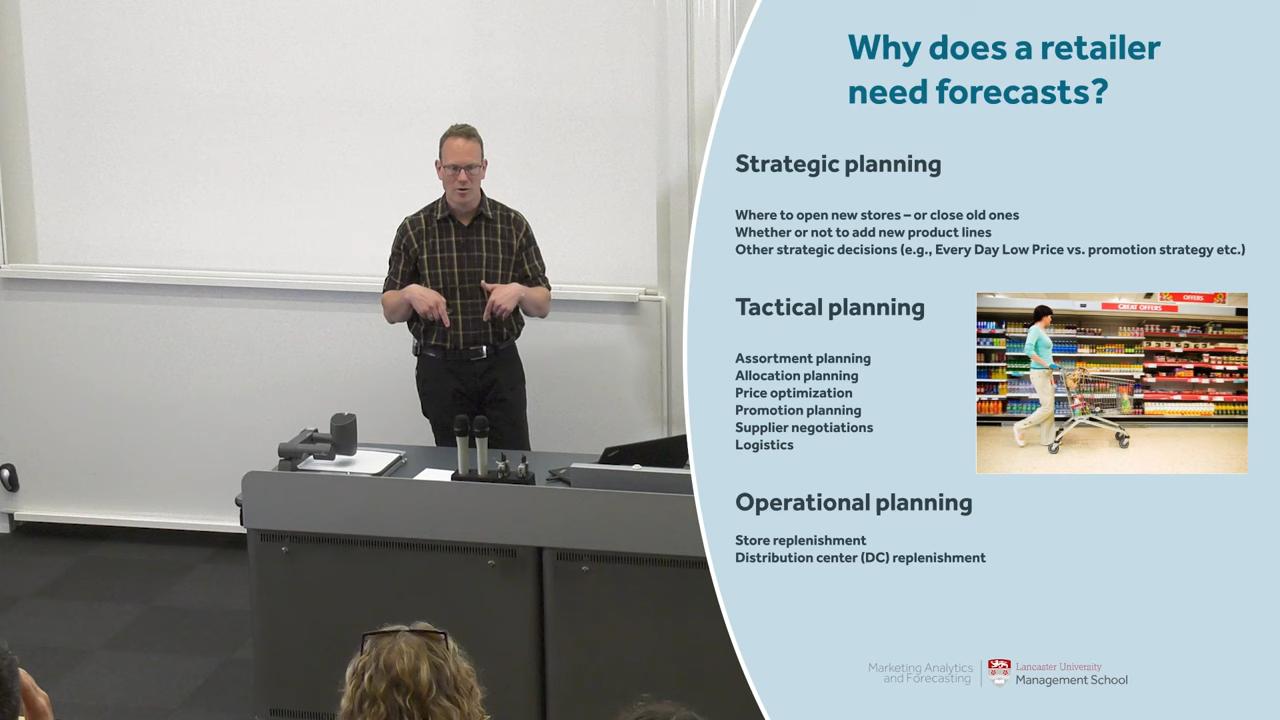 Why does a retailer
need forecasts?
Strategic planning
Where to open new stores – or close old ones
Whether or not to add new product lines
Other strategic decisions (e.g., Every Day Low Price vs. promotion strategy etc.)
Tactical planning
Assortment planning
Allocation planning
Price optimization
Promotion planning
Supplier negotiations
Logistics
OFFERS
GREAT OFFERS
Operational planning
Store replenishment
Distribution center (DC) replenishment
Marketing Analytics
and Forecasting
Lancaster University
Management School